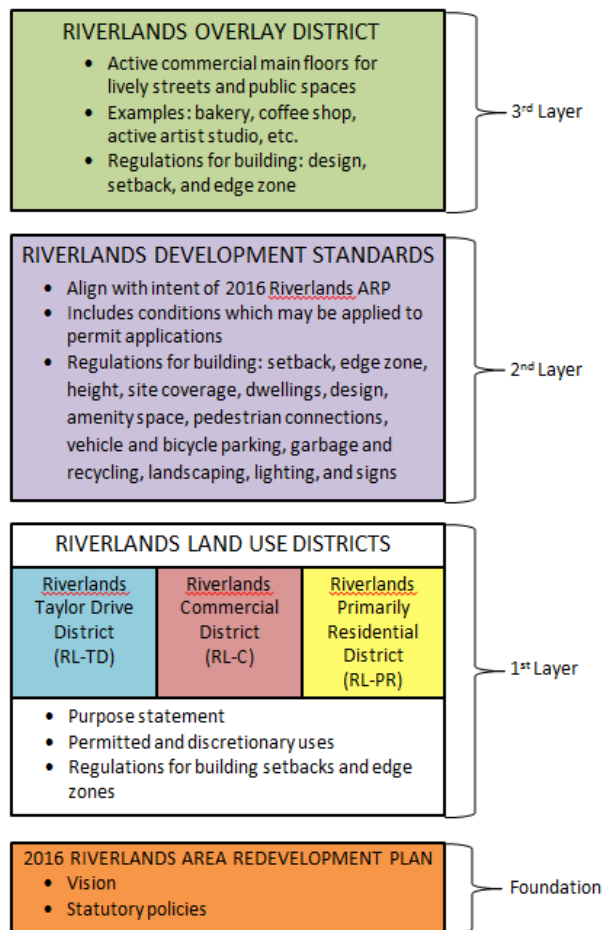 RIVERLANDS OVERLAY DISTRICT
• Active commercial main floors for
lively streets and public spaces
• Examples: bakery, coffee shop,
active artist studio, etc.
• Regulations for building: design,
setback, and edge zone
3rd Layer
RIVERLANDS DEVELOPMENT STANDARDS
• Align with intent of 2016 Riverlands ARP
• Includes conditions which may be applied to
permit applications
• Regulations for building: setback, edge zone,
height, site coverage, dwellings, design,
amenity space, pedestrian connections,
vehicle and bicycle parking, garbage and
recycling, landscaping, lighting, and signs
2nd Layer
RIVERLANDS LAND USE DISTRICTS
Riverlands
Taylor Drive
District
(RL-TD)
Riverlands
Commercial
District
(RL-C)
Riverlands
Primarily
Residential
District
(RL-PR)
• Purpose statement
• Permitted and discretionary uses
• Regulations for building setbacks and edge
zones
1st Layer
2016 RIVERLANDS AREA REDEVELOPMENT PLAN
• Vision
• Statutory policies
Foundation